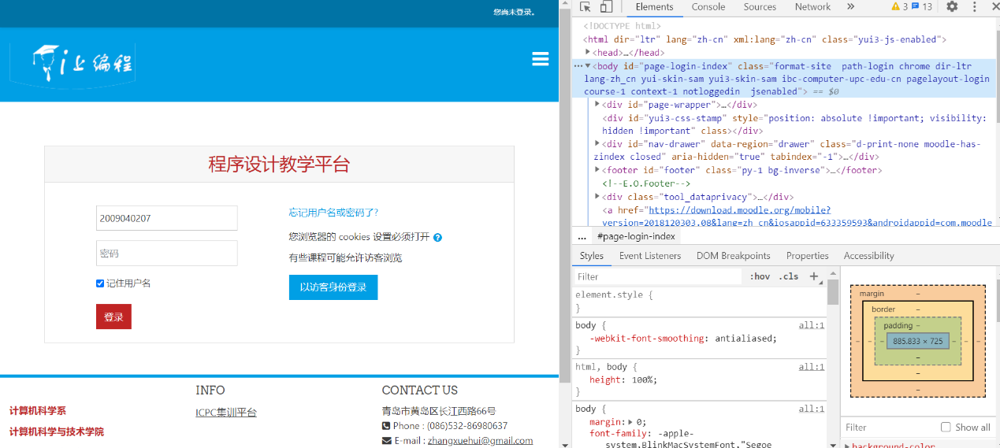 您尚未登录。
i上编程
程序设计教学平台
2009040207
密码
记住用户名
登录
忘记用户名或密码了?
您浏览器的 cookies 设置必须打开 ?
有些课程可能允许访客浏览
以访客身份登录
计算机科学系
计算机科学与技术学院
INFO
ICPC集训平台
CONTACT US
青岛市黄岛区长江西路66号
Phone : (086)532-86980637
E-mail : zhangxuehui@gmail.com
Elements Console Sources Network » 3 13
<!DOCTYPE html>
<html dir="ltr" lang="zh-cn" xml:lang="zh-cn" class="yui3-js-enabled">
<head>…</head>
<body id="page-login-index" class="format-site  path-login chrome dir-ltr
lang-zh_cn yui-skin-sam yui3-skin-sam ibc-computer-upc-edu-cn pagelayout-login
course-1 context-1 notloggedin  jsenabled"> == $0
<div id="page-wrapper">…</div>
<div id="yui3-css-stamp" style="position: absolute !important; visibility:
hidden !important" class></div>
<div id="nav-drawer" data-region="drawer" class="d-print-none moodle-has-
zindex closed" aria-hidden="true" tabindex="-1">…</div>
<footer id="footer" class="py-1 bg-inverse">…</footer>
<!--E.O.Footer-->
<div class="tool_dataprivacy">…</div>
<a href="https://download.moodle.org/mobile?
version=2018120303.08&lang=zh_cn&iosappid=633359593&androidappid=com.moodle
... #page-login-index
Styles Event Listeners DOM Breakpoints Properties Accessibility
Filter :hov .cls +
element.style {
}
body { all:1
-webkit-font-smoothing: antialiased;
}
html, body { all:1
height: 100%;
}
body { all:1
margin: 0;
font-family: -apple-
system,BlinkMacSystemFont,"Segoe
margin –
border –
padding –
– – – 885.833 × 725 – – –
–
–
–
Filter Show all
background-color